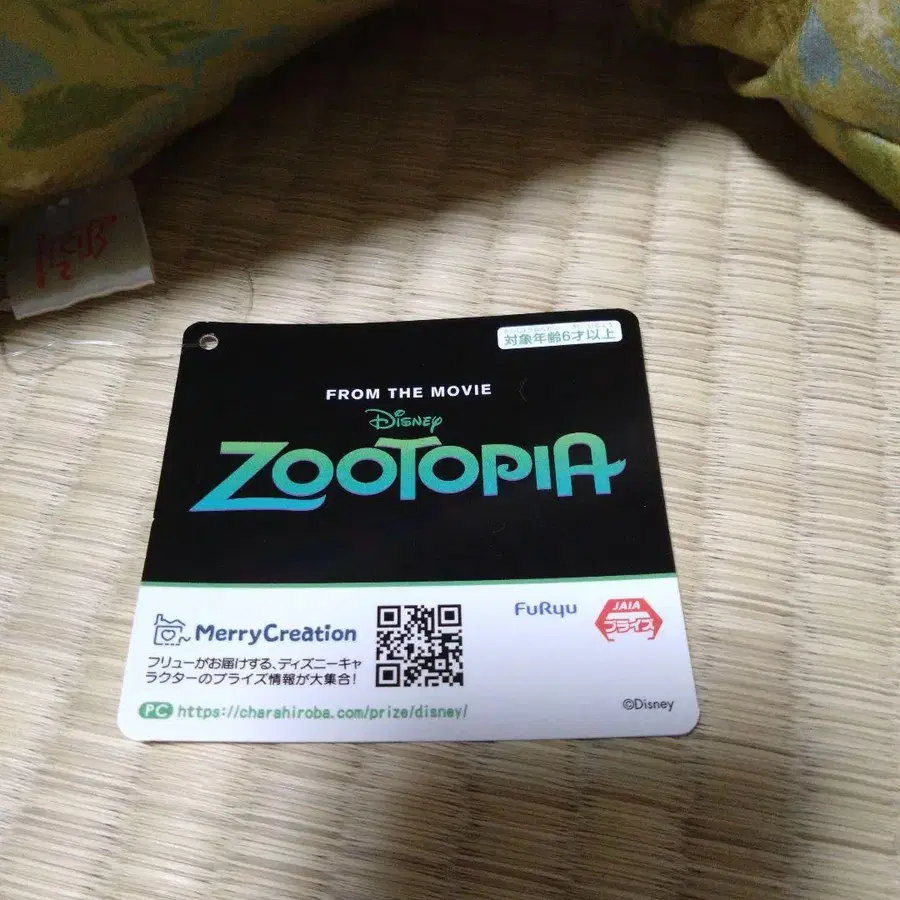 対象年齢6才以上
FROM THE MOVIE
Disney
ZOOTOPIA
MerryCreation
フリューがお届けする、ディズニーキャ
ラクターのプライズ情報が大集合!
PC https://charahiroba.com/prize/disney/
FuRyu
JAIA
プライズ
©Disney